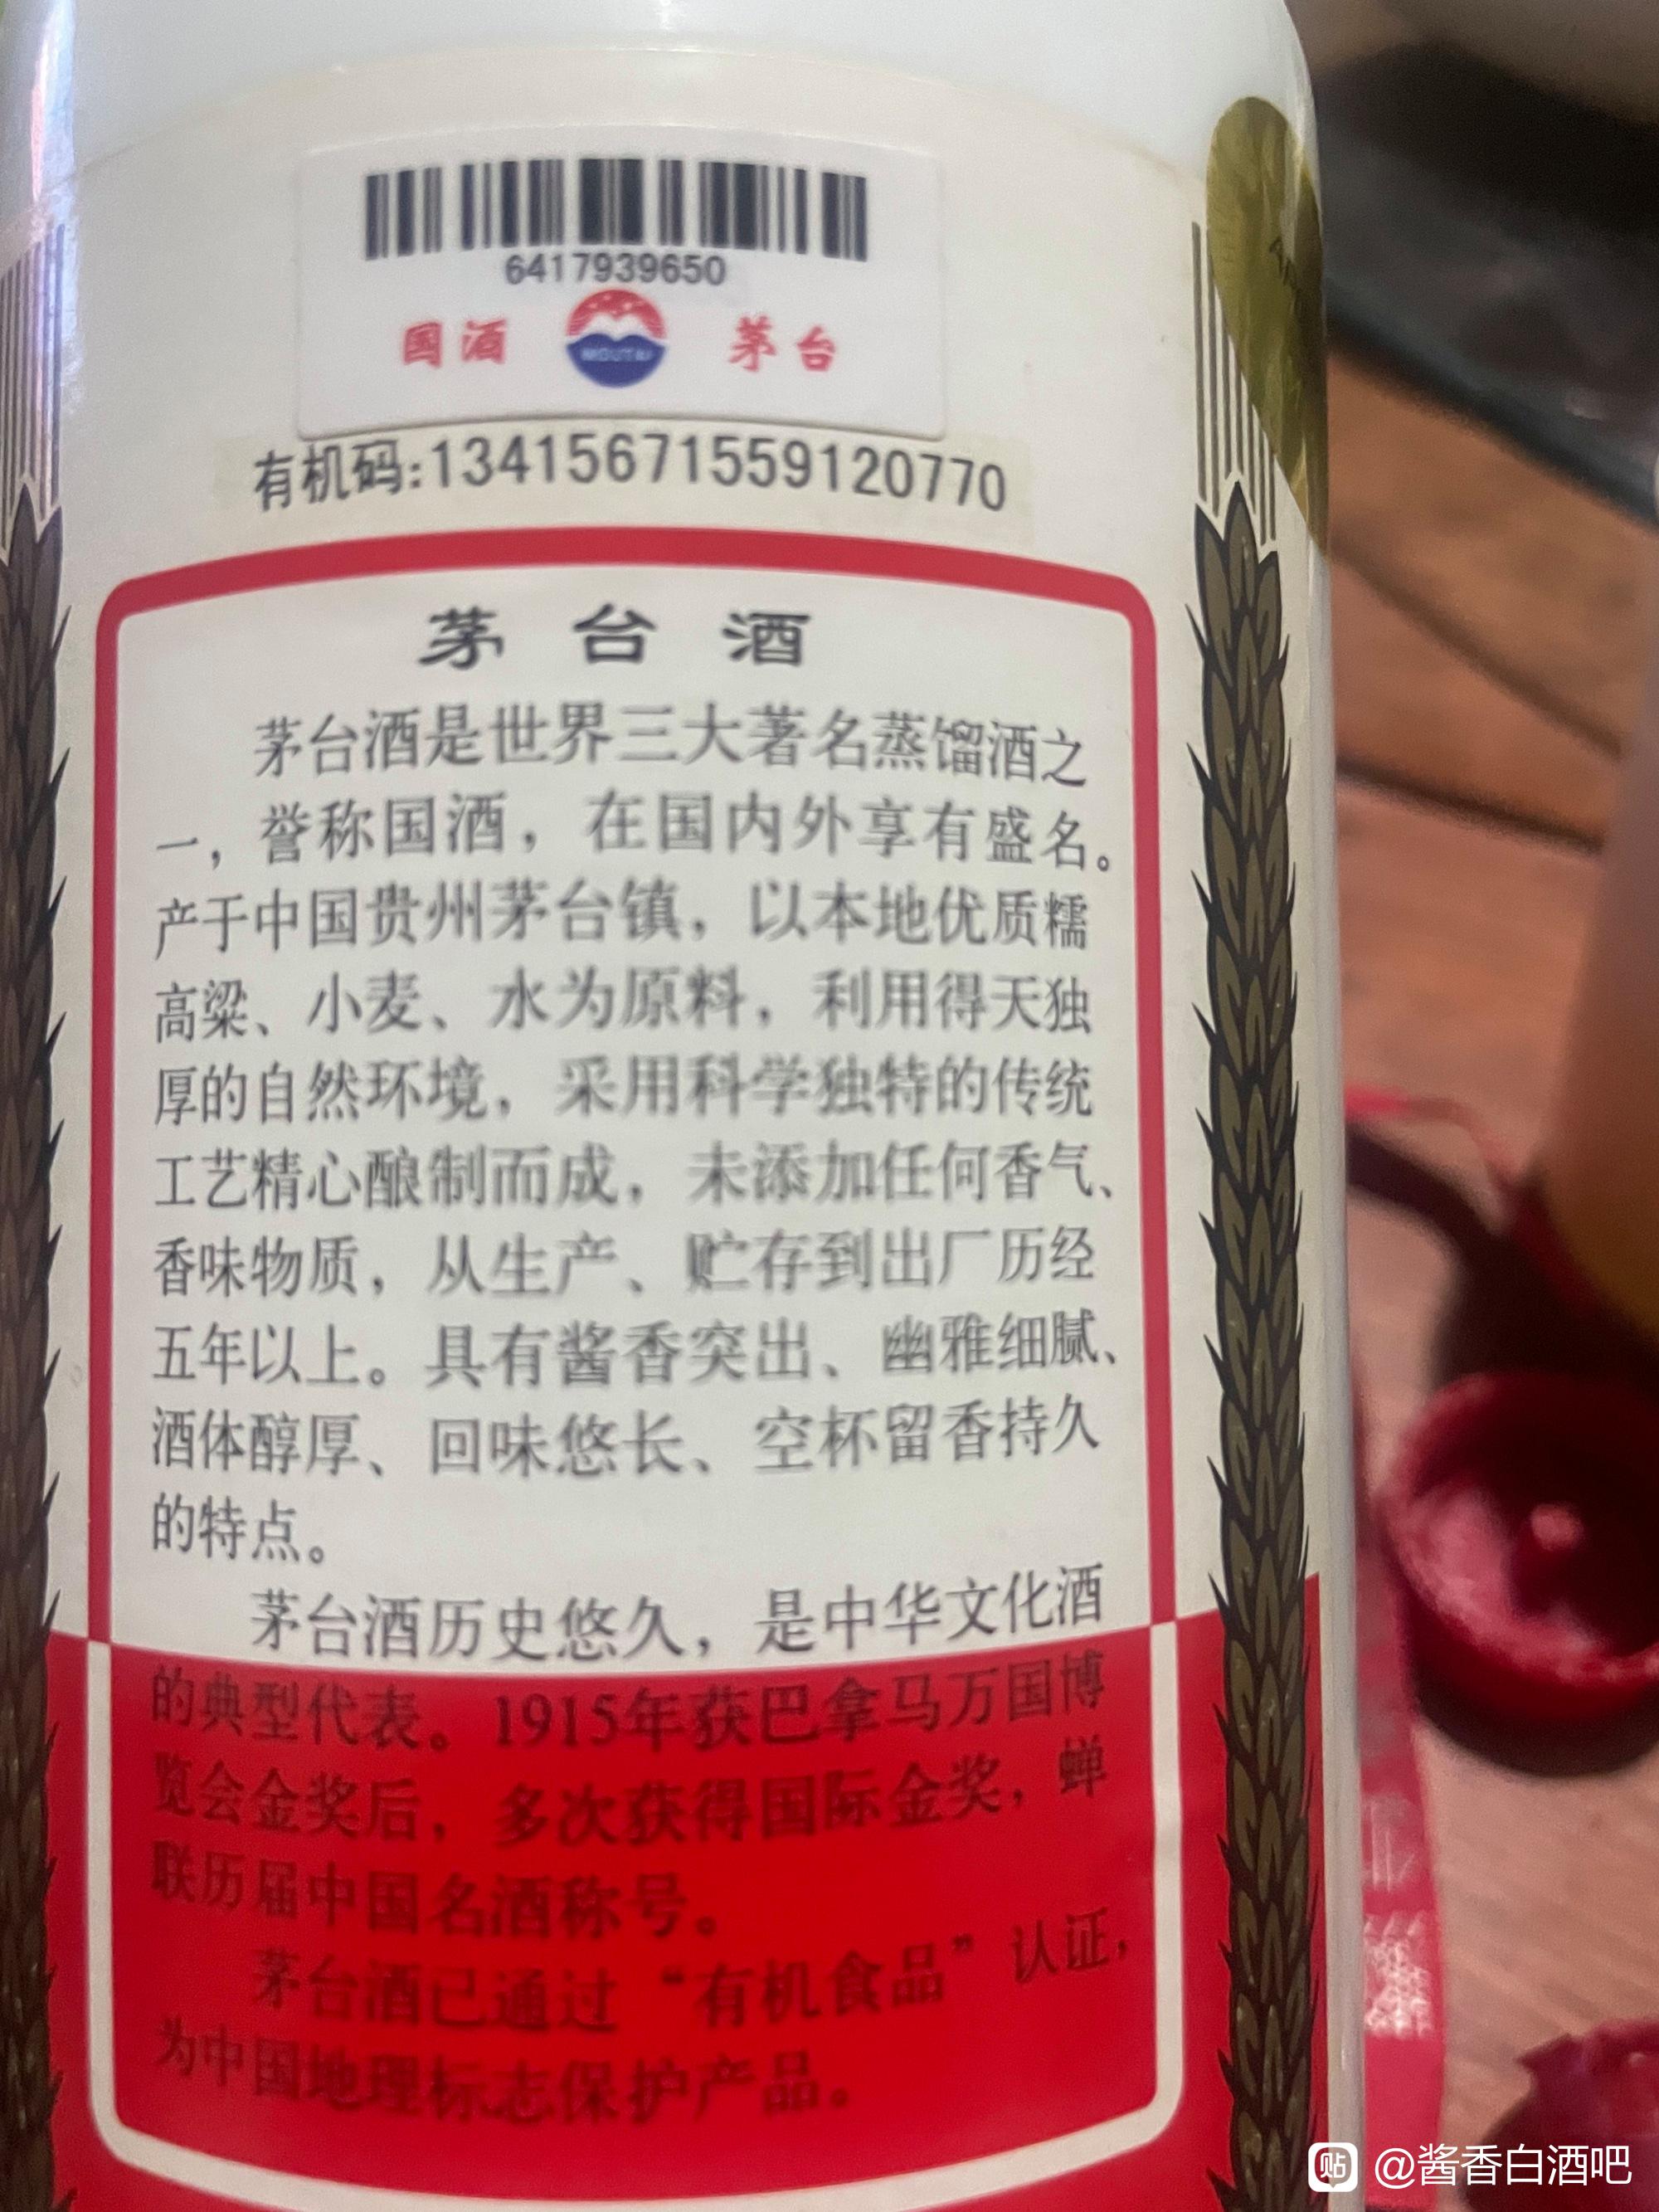 6417939650
国酒 MOUTAI 茅台
有机码:13415671559120770
茅台酒
茅台酒是世界三大著名蒸馏酒之
一，誉称国酒，在国内外享有盛名。
产于中国贵州茅台镇，以本地优质糯
高粱、小麦、水为原料，利用得天独
厚的自然环境，采用科学独特的传统
工艺精心酿制而成，未添加任何香气、
香味物质，从生产、贮存到出厂历经
五年以上。具有酱香突出、幽雅细腻、
酒体醇厚、回味悠长、空杯留香持久
的特点。
茅台酒历史悠久，是中华文化酒
的典型代表。1915年获巴拿马万国博
览会金奖后，多次获得国际金奖，蝉
联历届中国名酒称号。
茅台酒已通过“有机食品”认证，
为中国地理标志保护产品。
贴 @酱香白酒吧